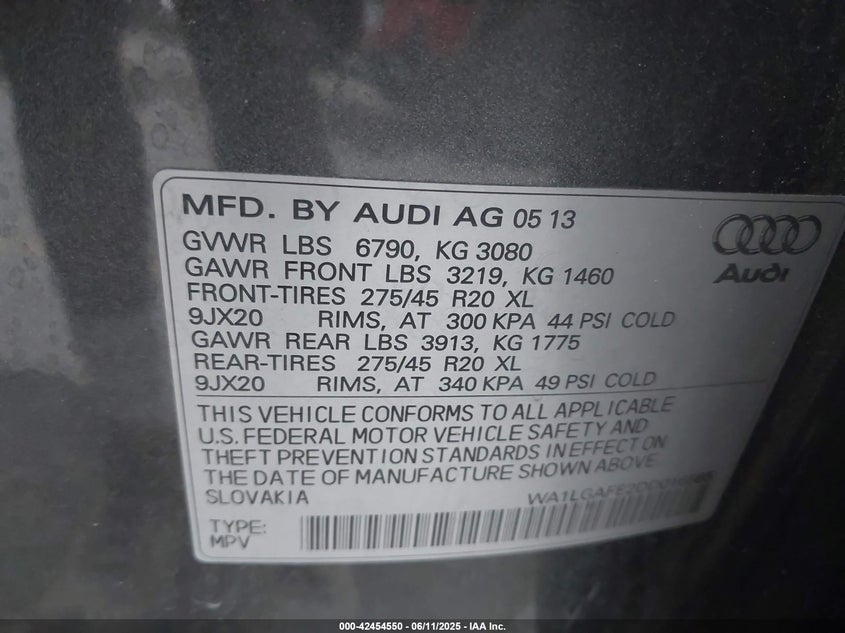 MFD. BY AUDI AG 05 13
GVWR LBS 6790, KG 3080
GAWR FRONT LBS 3219, KG 1460
FRONT-TIRES 275/45 R20 XL
9JX20 RIMS, AT 300 KPA 44 PSI COLD
GAWR REAR LBS 3913, KG 1775
REAR-TIRES 275/45 R20 XL
9JX20 RIMS, AT 340 KPA 49 PSI COLD
Audi
THIS VEHICLE CONFORMS TO ALL APPLICABLE
U.S. FEDERAL MOTOR VEHICLE SAFETY AND
THEFT PREVENTION STANDARDS IN EFFECT ON
THE DATE OF MANUFACTURE SHOWN ABOVE.
SLOVAKIA
TYPE:
MPV
000-42454550 - 06/11/2025 - IAA Inc.